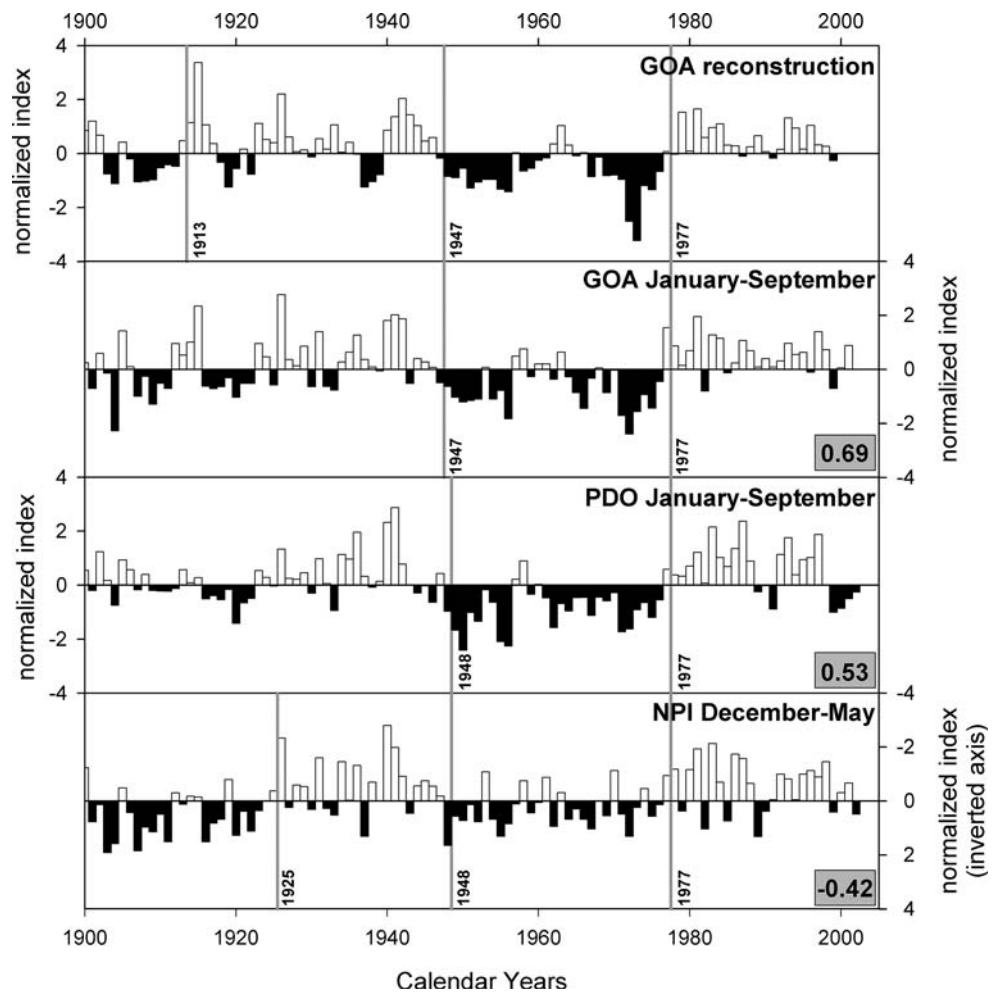 1900 1920 1940 1960 1980 2000
GOA reconstruction
normalized index
4
2
0
-2
-4
1913
1947
1977
GOA January-September
normalized index
4
2
0
-2
-4
1947
1977
0.69
PDO January-September
normalized index
4
2
0
-2
-4
1948
1977
0.53
NPI December-May
normalized index
(inverted axis)
-4
-2
0
2
4
1925
1948
1977
-0.42
1900 1920 1940 1960 1980 2000
Calendar Years